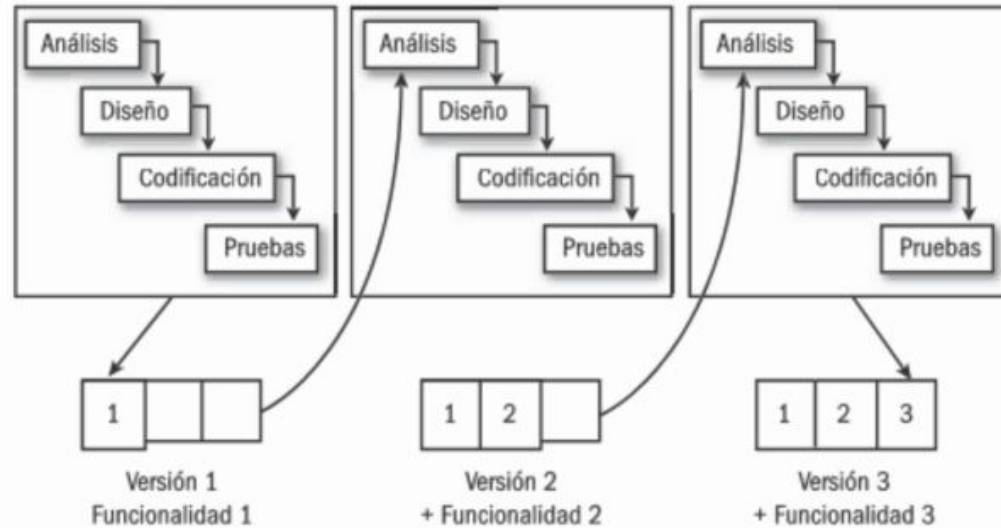 Análisis
Diseño
Codificación
Pruebas
Análisis
Diseño
Codificación
Pruebas
Análisis
Diseño
Codificación
Pruebas
1
1 2
1 2 3
Versión 1
Funcionalidad 1
Versión 2
+ Funcionalidad 2
Versión 3
+ Funcionalidad 3